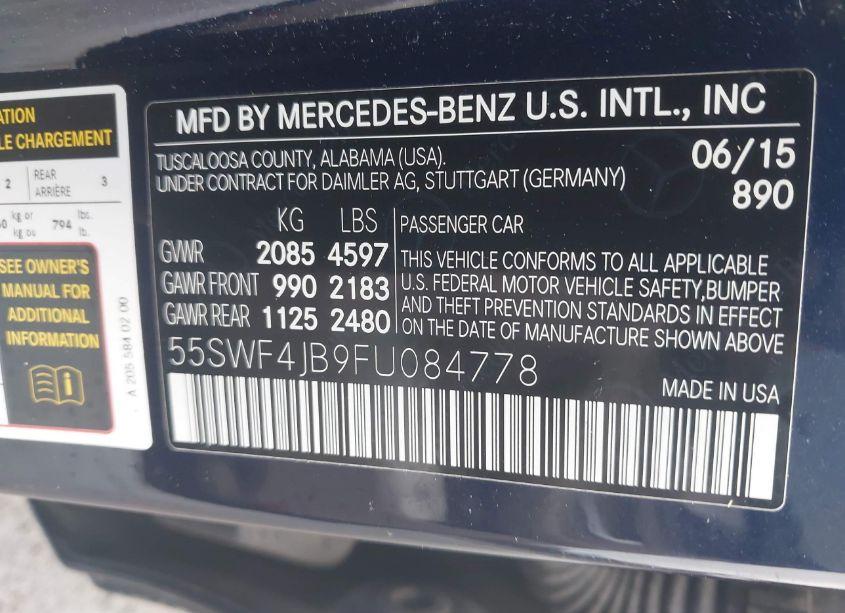 ATION
LE CHARGEMENT
2 REAR ARRIÈRE 3
kg or kg ou 794 lbs. lb.
SEE OWNER'S
MANUAL FOR
ADDITIONAL
INFORMATION
A 205 584 02 00
MFD BY MERCEDES-BENZ U.S. INTL., INC
TUSCALOOSA COUNTY, ALABAMA (USA). 06/15
UNDER CONTRACT FOR DAIMLER AG, STUTTGART (GERMANY) 890
KG LBS
GVWR 2085 4597
GAWR FRONT 990 2183
GAWR REAR 1125 2480
PASSENGER CAR
THIS VEHICLE CONFORMS TO ALL APPLICABLE
U.S. FEDERAL MOTOR VEHICLE SAFETY,BUMPER
AND THEFT PREVENTION STANDARDS IN EFFECT
ON THE DATE OF MANUFACTURE SHOWN ABOVE
55SWF4JB9FU084778
MADE IN USA